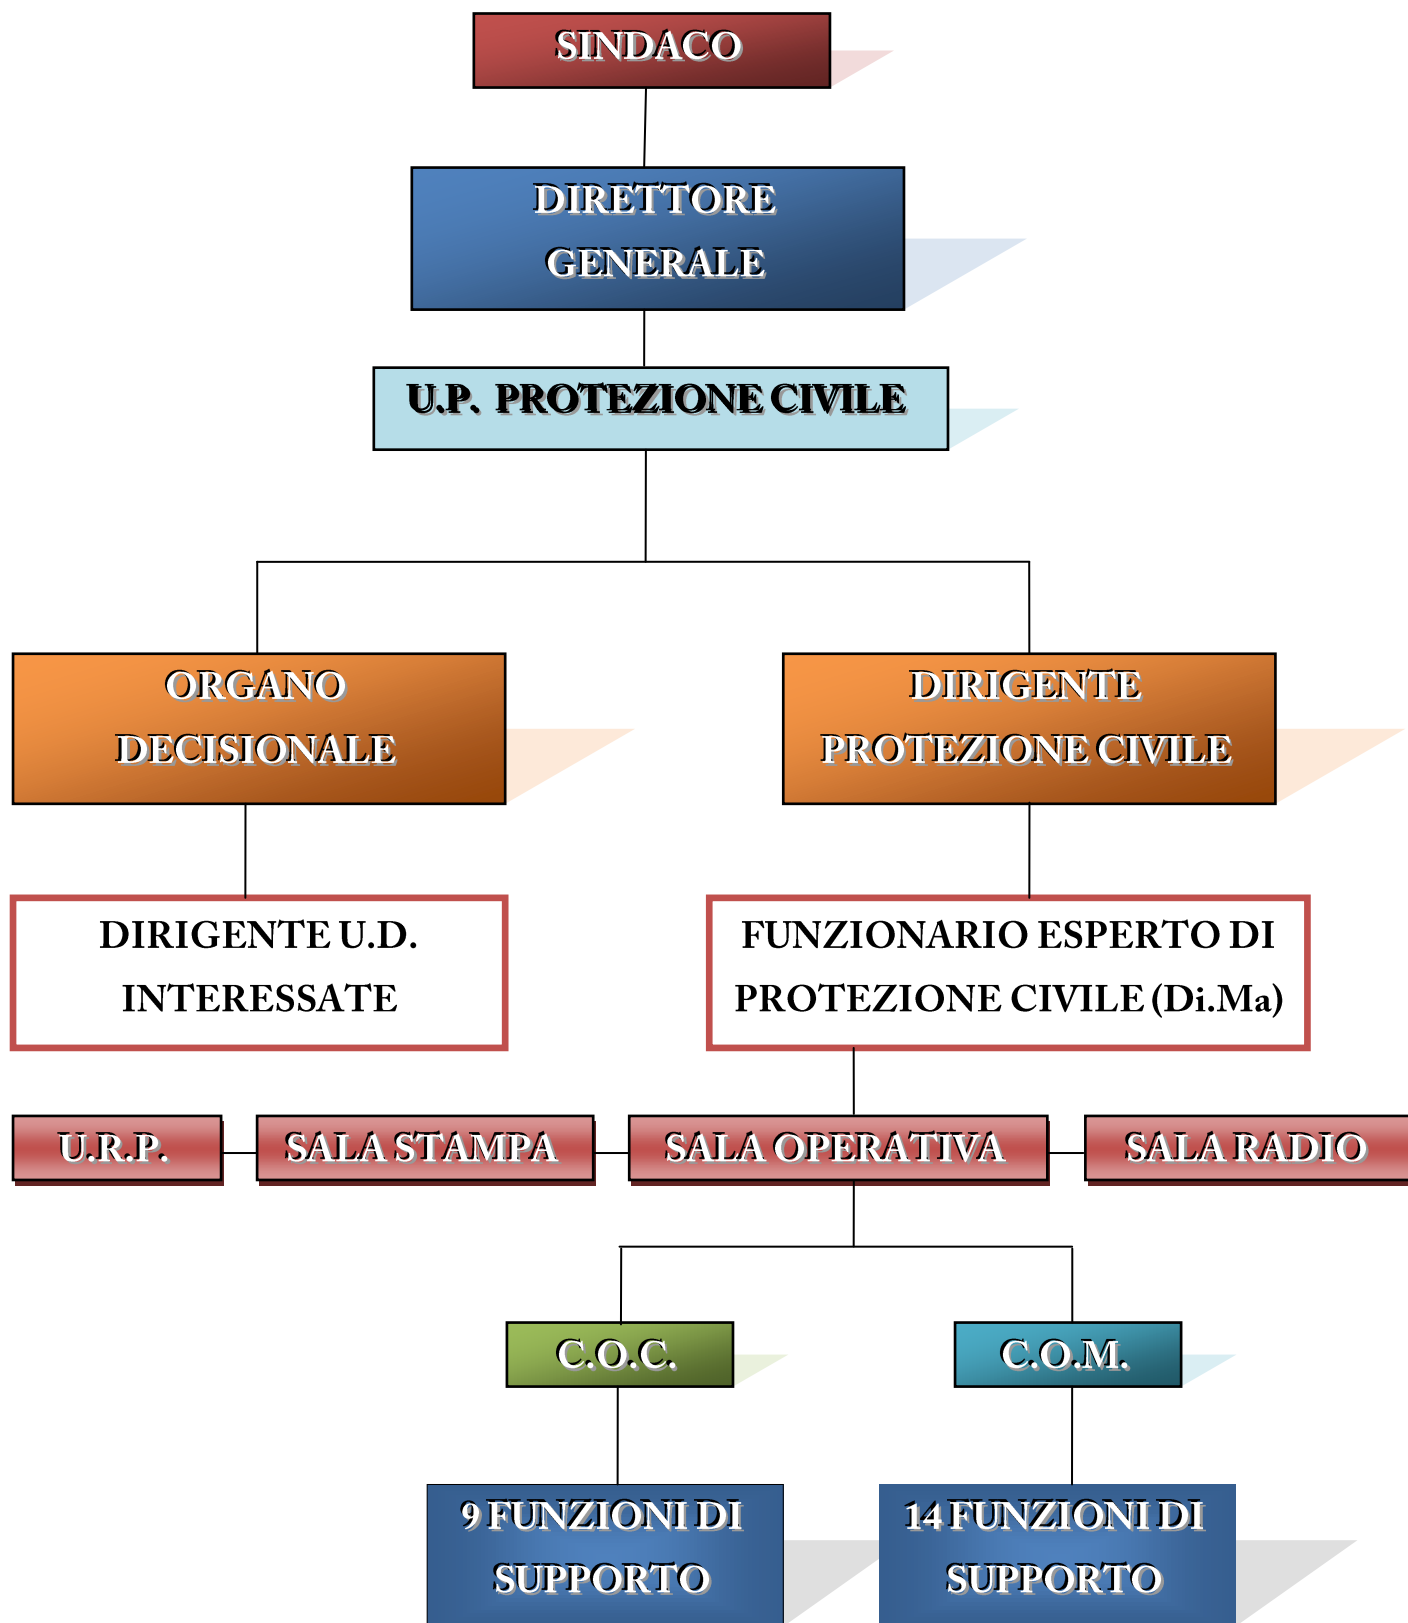 SINDACO
DIRETTORE
GENERALE
U.P. PROTEZIONE CIVILE
ORGANO
DECISIONALE
DIRIGENTE
PROTEZIONE CIVILE
DIRIGENTE U.D.
INTERESSATE
FUNZIONARIO ESPERTO DI
PROTEZIONE CIVILE (Di.Ma)
U.R.P.
SALA STAMPA
SALA OPERATIVA
SALA RADIO
C.O.C.
C.O.M.
9 FUNZIONI DI
SUPPORTO
14 FUNZIONI DI
SUPPORTO